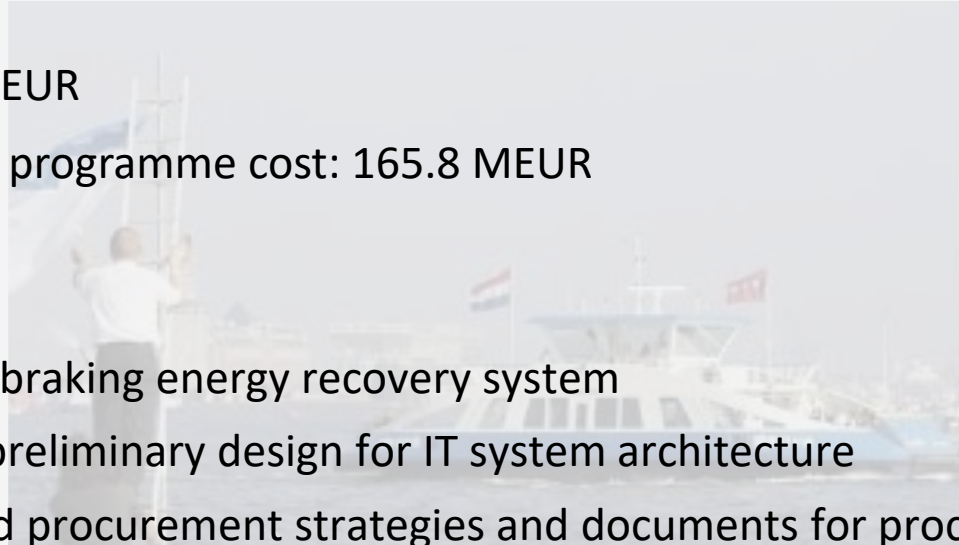 EUR
programme cost: 165.8 MEUR
braking energy recovery system
preliminary design for IT system architecture
procurement strategies and documents for